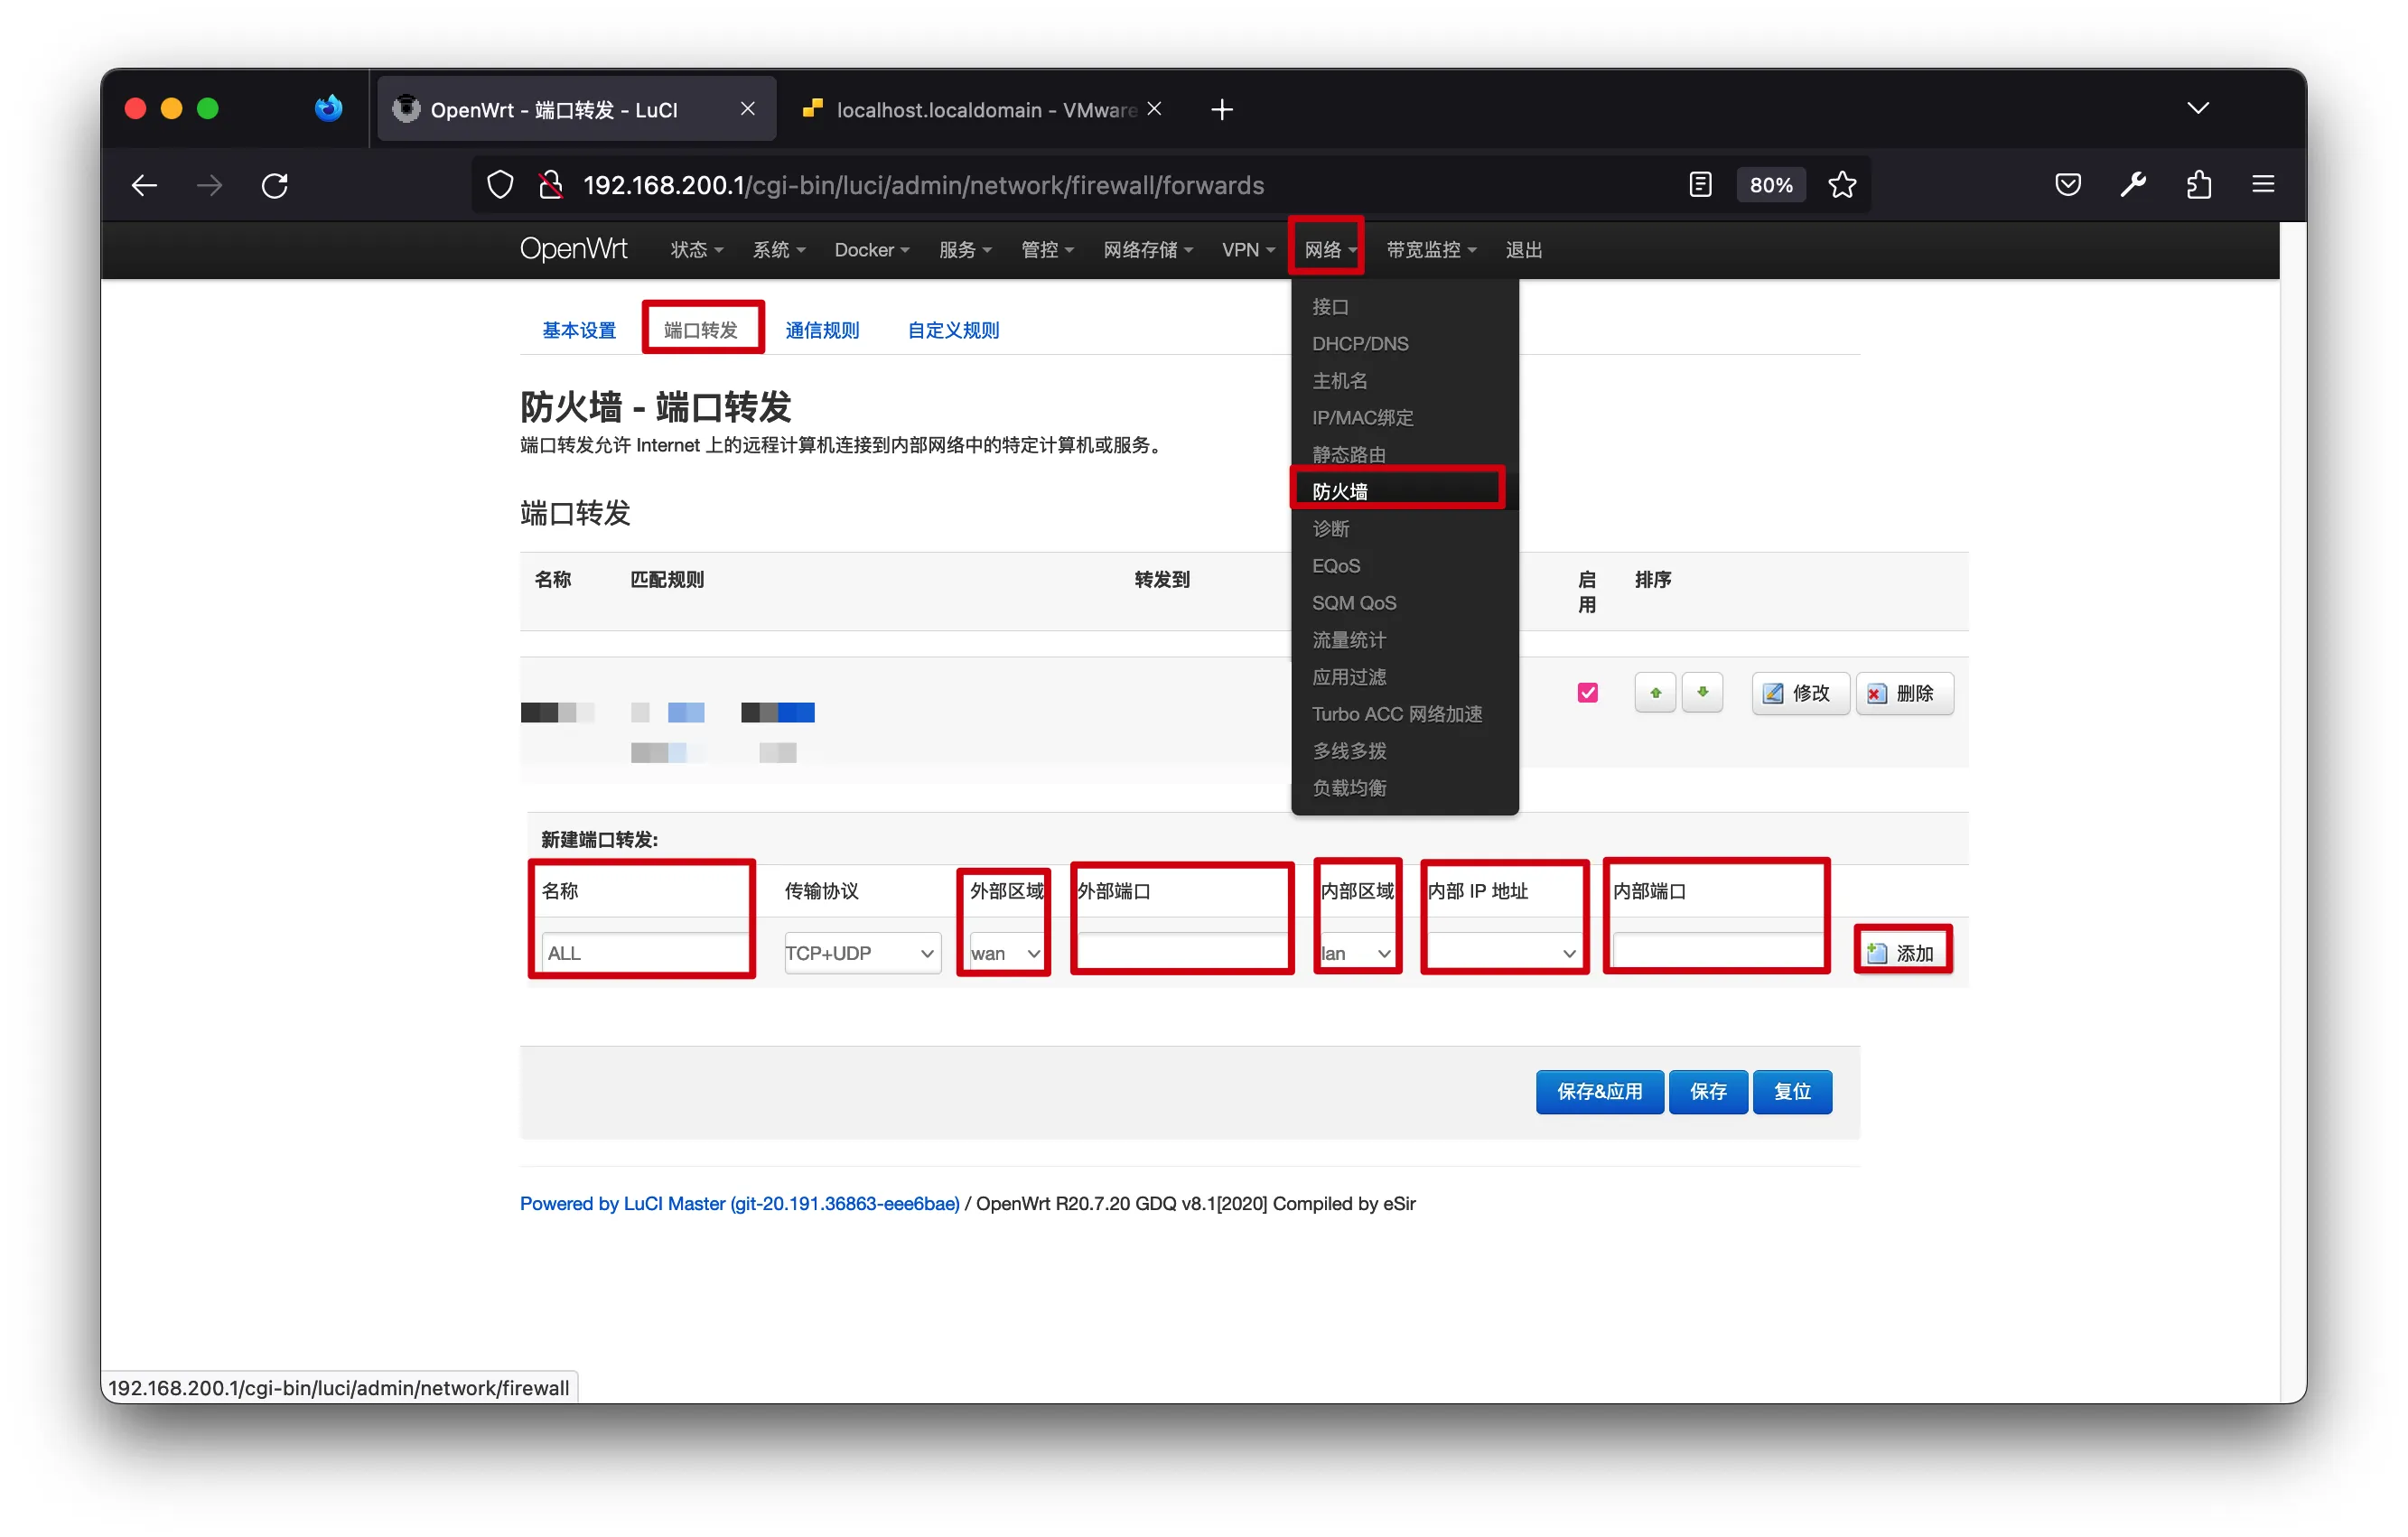 OpenWrt - 端口转发 - LuCI
localhost.localdomain - VMware
192.168.200.1/cgi-bin/luci/admin/network/firewall/forwards
80%
OpenWrt 状态 系统 Docker 服务 管控 网络存储 VPN 网络 带宽监控 退出
接口
DHCP/DNS
主机名
IP/MAC绑定
静态路由
防火墙
诊断
EQoS
SQM QoS
流量统计
应用过滤
Turbo ACC 网络加速
多线多拨
负载均衡
基本设置 端口转发 通信规则 自定义规则
防火墙 - 端口转发
端口转发允许 Internet 上的远程计算机连接到内部网络中的特定计算机或服务。
端口转发
名称 匹配规则 转发到 启用 排序
修改 删除
新建端口转发:
名称 传输协议 外部区域 外部端口 内部区域 内部 IP 地址 内部端口
ALL TCP+UDP wan lan 添加
保存&应用 保存 复位
Powered by LuCI Master (git-20.191.36863-eee6bae) / OpenWrt R20.7.20 GDQ v8.1[2020] Compiled by eSir
192.168.200.1/cgi-bin/luci/admin/network/firewall